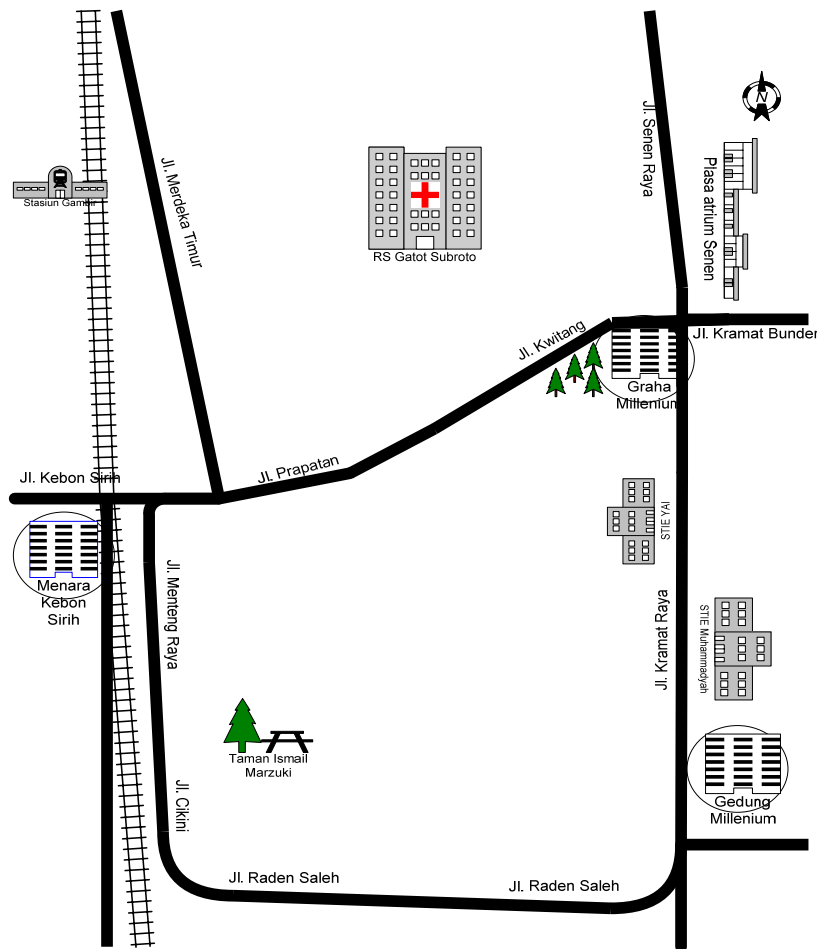 N
Jl. Senen Raya
Plasa atrium Senen
Jl. Merdeka Timur
Stasiun Gambir
RS Gatot Subroto
Jl. Kwitang
Jl. Kramat Bunder
Graha
Millenium
Jl. Prapatan
Jl. Kebon Sirih
STIE YAI
Menara
Kebon
Sirih
Jl. Menteng Raya
Jl. Kramat Raya
STIE Muhammadyah
Taman Ismail
Marzuki
Jl. Cikini
Gedung
Millenium
Jl. Raden Saleh
Jl. Raden Saleh